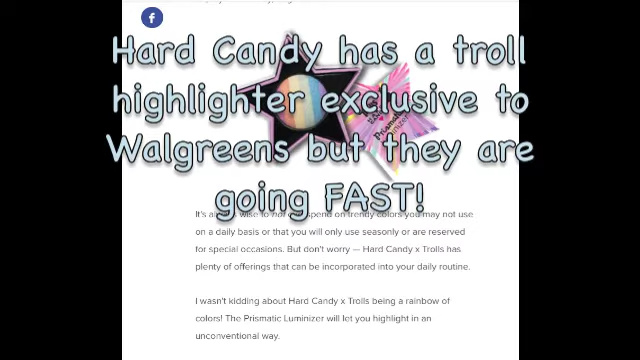 Hard Candy has a troll
highlighter exclusive to
Walgreens but they are
going FAST!
It's wise to not spend on trendy colors you may not use
on a daily basis or that you will only use seasonly or are reserved
for special occasions. But don't worry — Hard Candy x Trolls has
plenty of offerings that can be incorporated into your daily routine.
I wasn't kidding about Hard Candy x Trolls being a rainbow of
colors! The Prismatic Luminizer will let you highlight in an
unconventional way.